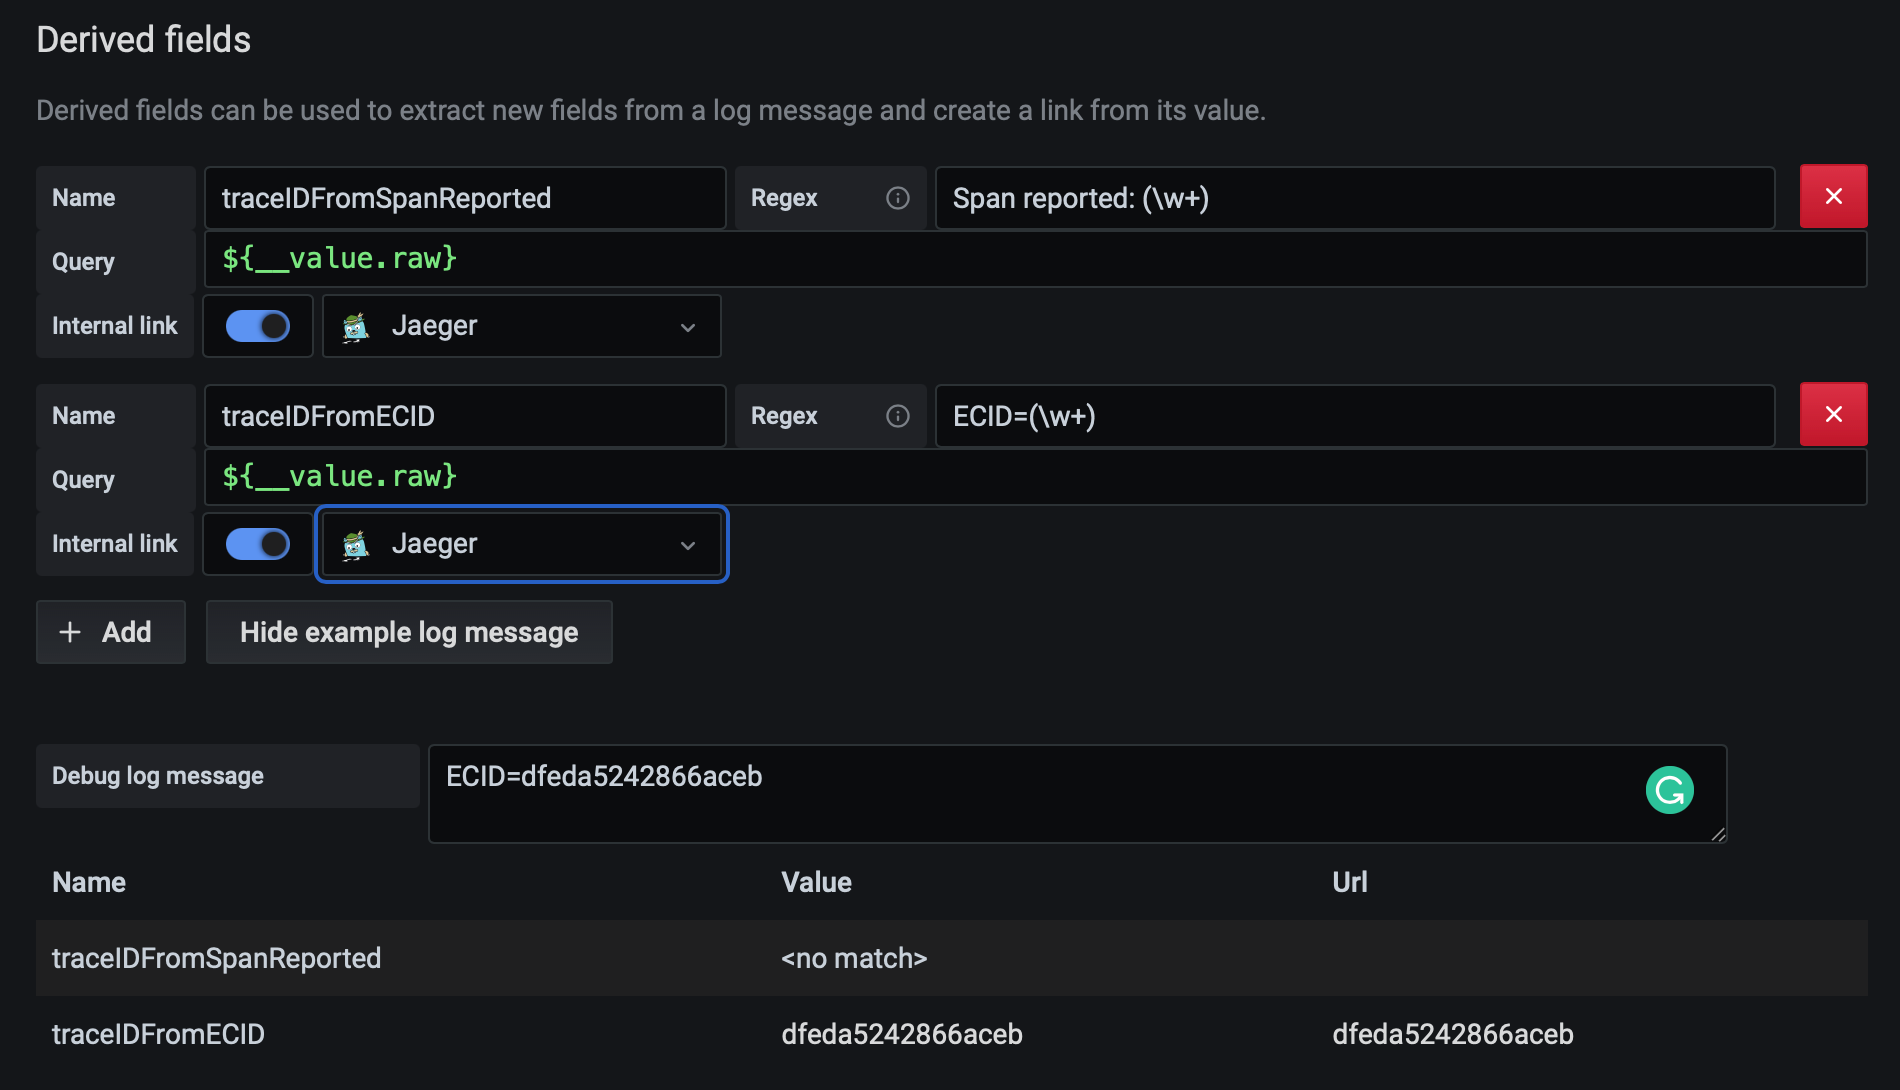 Derived fields
Derived fields can be used to extract new fields from a log message and create a link from its value.
Name traceIDFromSpanReported Regex Span reported: (\w+)
Query ${__value.raw}
Internal link Jaeger
Name traceIDFromECID Regex ECID=(\w+)
Query ${__value.raw}
Internal link Jaeger
+ Add Hide example log message
Debug log message ECID=dfeda5242866aceb
Name Value Url
traceIDFromSpanReported <no match>
traceIDFromECID dfeda5242866aceb dfeda5242866aceb